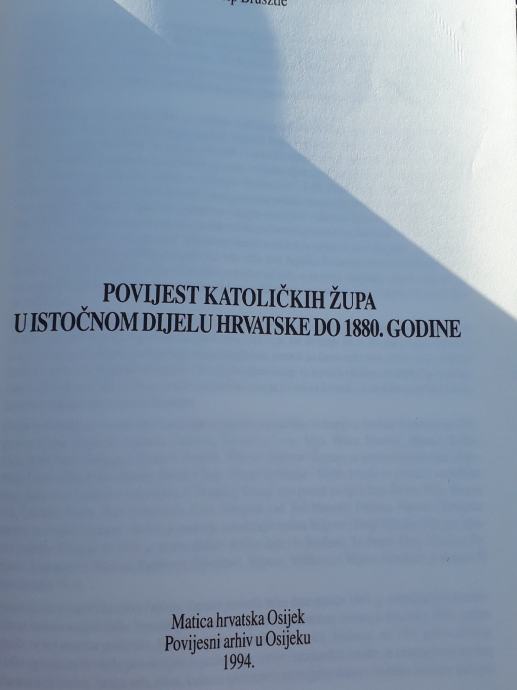 POVIJEST KATOLIČKIH ŽUPA
U ISTOČNOM DIJELU HRVATSKE DO 1880. GODINE
Matica hrvatska Osijek
Povijesni arhiv u Osijeku
1994.